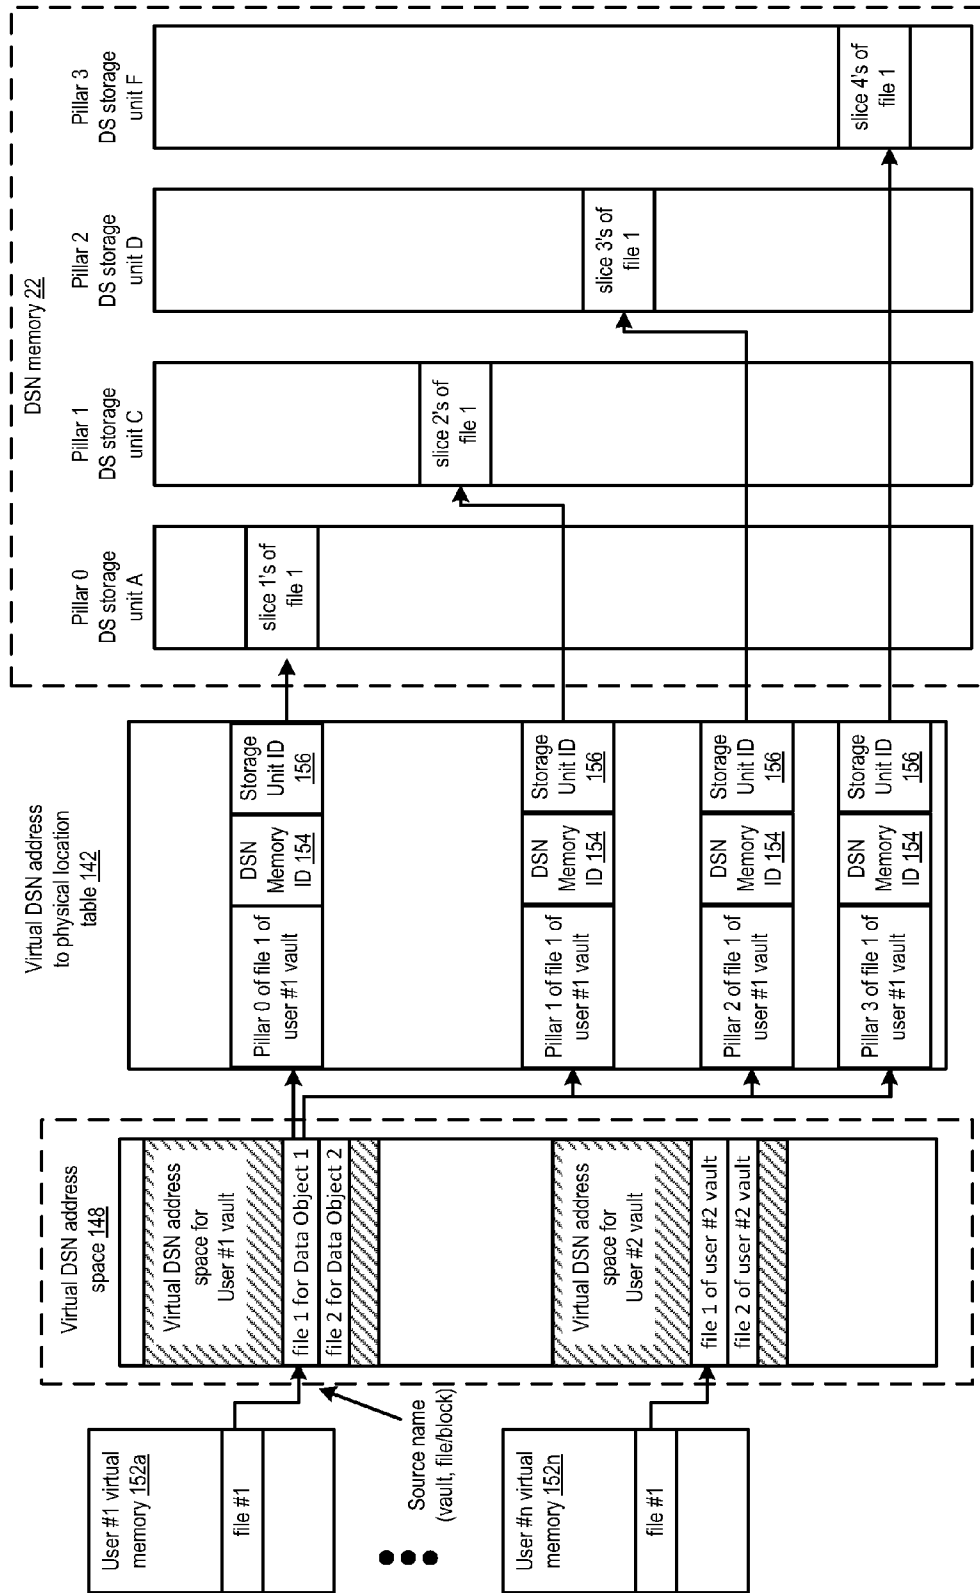 User #1 virtual
memory 152a
file #1
Source name
(vault, file/block)
User #n virtual
memory 152n
file #1
Virtual DSN address
space 148
Virtual DSN address
space for
User #1 vault
file 1 for Data Object 1
file 2 for Data Object 2
Virtual DSN address
space for
User #2 vault
file 1 of user #2 vault
file 2 of user #2 vault
Virtual DSN address
to physical location
table 142
Pillar 0 of file 1 of
user #1 vault
DSN
Memory
ID 154
Storage
Unit ID
156
Pillar 1 of file 1 of
user #1 vault
DSN
Memory
ID 154
Storage
Unit ID
156
Pillar 2 of file 1 of
user #1 vault
DSN
Memory
ID 154
Storage
Unit ID
156
Pillar 3 of file 1 of
user #1 vault
DSN
Memory
ID 154
Storage
Unit ID
156
DSN memory 22
Pillar 0
DS storage
unit A
slice 1's of
file 1
Pillar 1
DS storage
unit C
slice 2's of
file 1
Pillar 2
DS storage
unit D
slice 3's of
file 1
Pillar 3
DS storage
unit F
slice 4's of
file 1